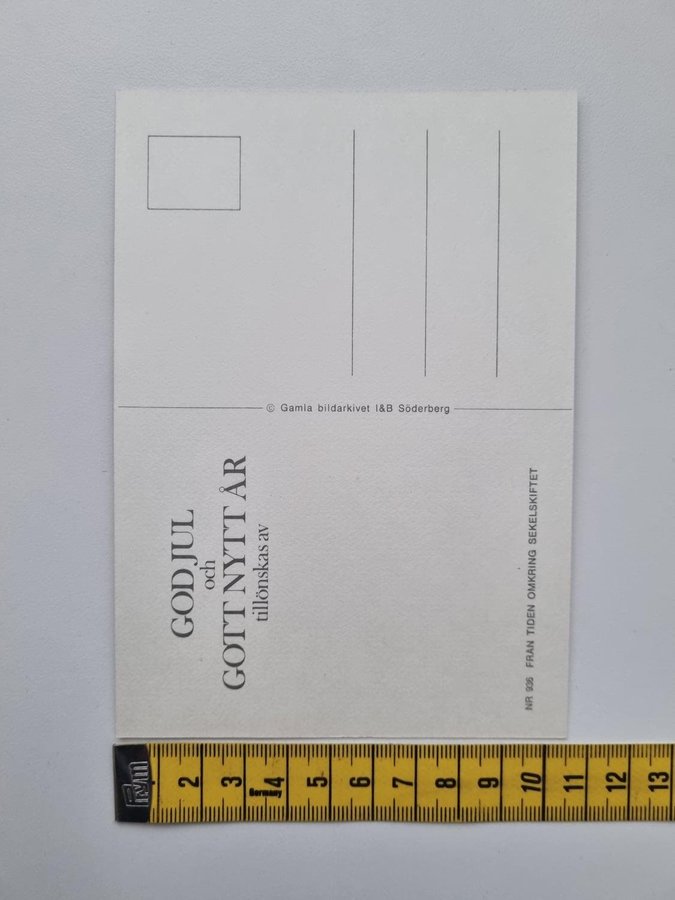 GOD JUL
och
GOTT NYTT ÅR
tillönskas av
NR 936 FRÅN TIDEN OMKRING SEKELSKIFTET
© Gamla bildarkivet I&B Söderberg
2 3 4 5 6 7 8 9 10 11 12 13
Germany